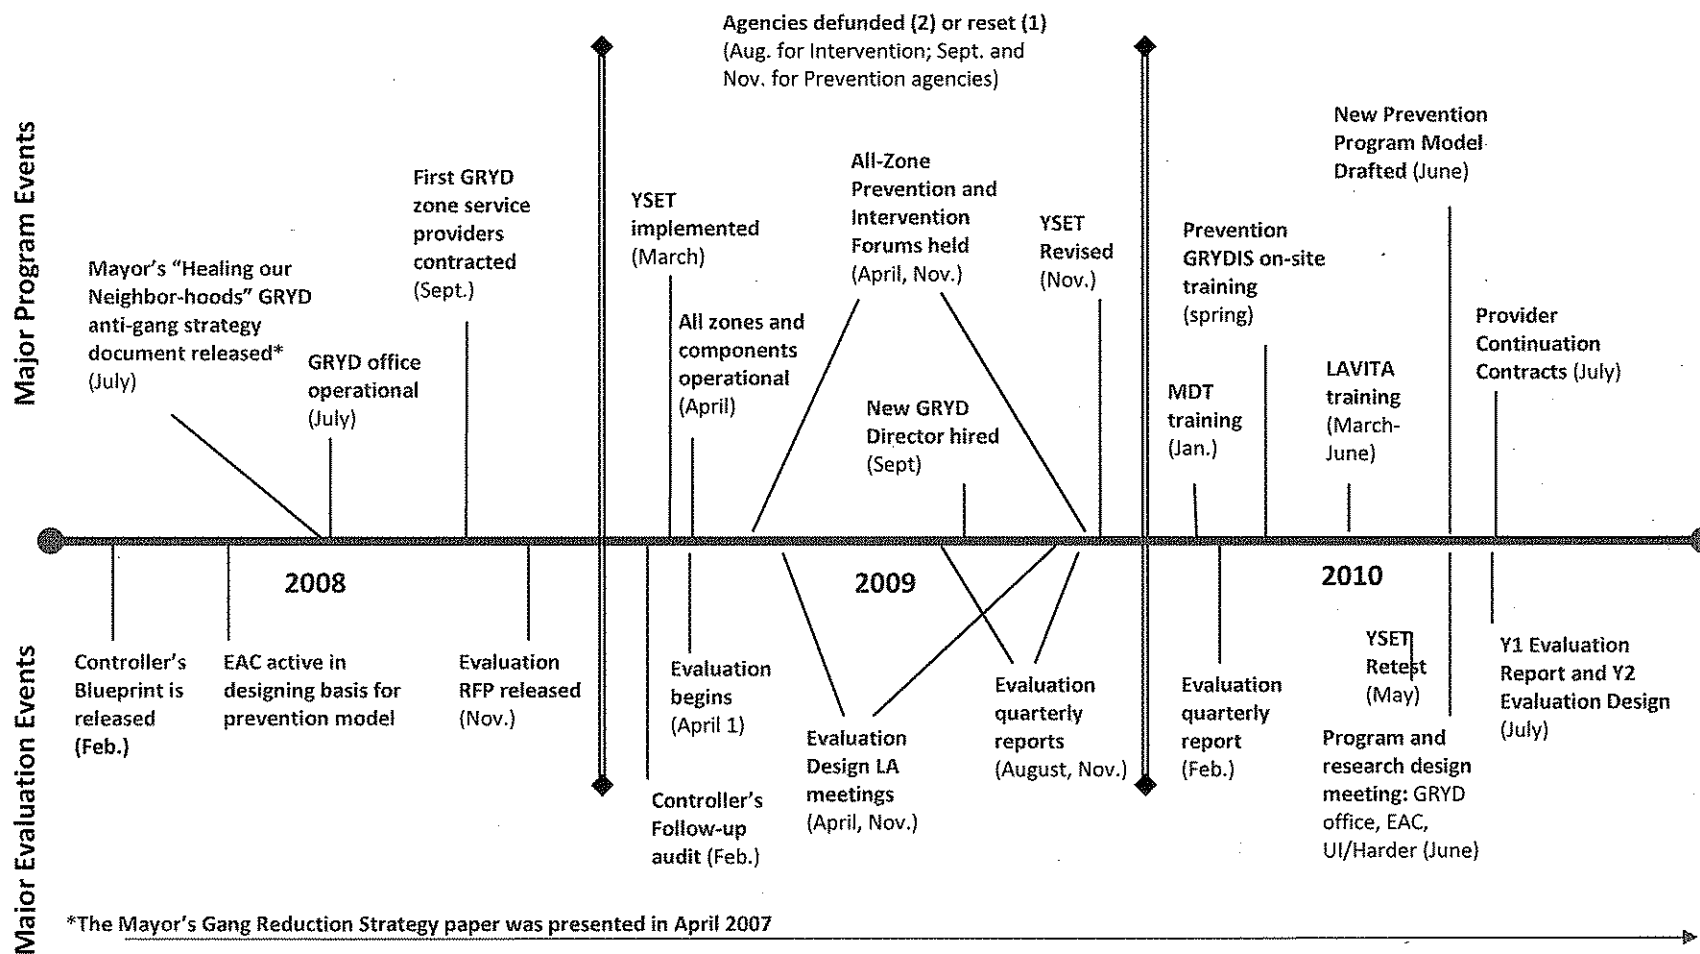 Agencies defunded (2) or reset (1)
(Aug. for Intervention; Sept. and
Nov. for Prevention agencies)
Major Program Events
Mayor's "Healing our
Neighbor-hoods" GRYD
anti-gang strategy
document released*
(July)
GRYD office
operational
(July)
First GRYD
zone service
providers
contracted
(Sept.)
YSET
implemented
(March)
All zones and
components
operational
(April)
All-Zone
Prevention and
Intervention
Forums held
(April, Nov.)
New GRYD
Director hired
(Sept)
YSET
Revised
(Nov.)
MDT
training
(Jan.)
Prevention
GRYDIS on-site
training
(spring)
LAVITA
training
(March-
June)
New Prevention
Program Model
Drafted (June)
Provider
Continuation
Contracts (July)
2008
2009
2010
Maior Evaluation Events
Controller's
Blueprint is
released
(Feb.)
EAC active in
designing basis for
prevention model
Evaluation
RFP released
(Nov.)
Controller's
Follow-up
audit (Feb.)
Evaluation
begins
(April 1)
Evaluation
Design LA
meetings
(April, Nov.)
Evaluation
quarterly
reports
(August, Nov.)
Evaluation
quarterly
report
(Feb.)
YSET
Retest
(May)
Program and
research design
meeting: GRYD
office, EAC,
UI/Harder (June)
Y1 Evaluation
Report and Y2
Evaluation Design
(July)
*The Mayor's Gang Reduction Strategy paper was presented in April 2007